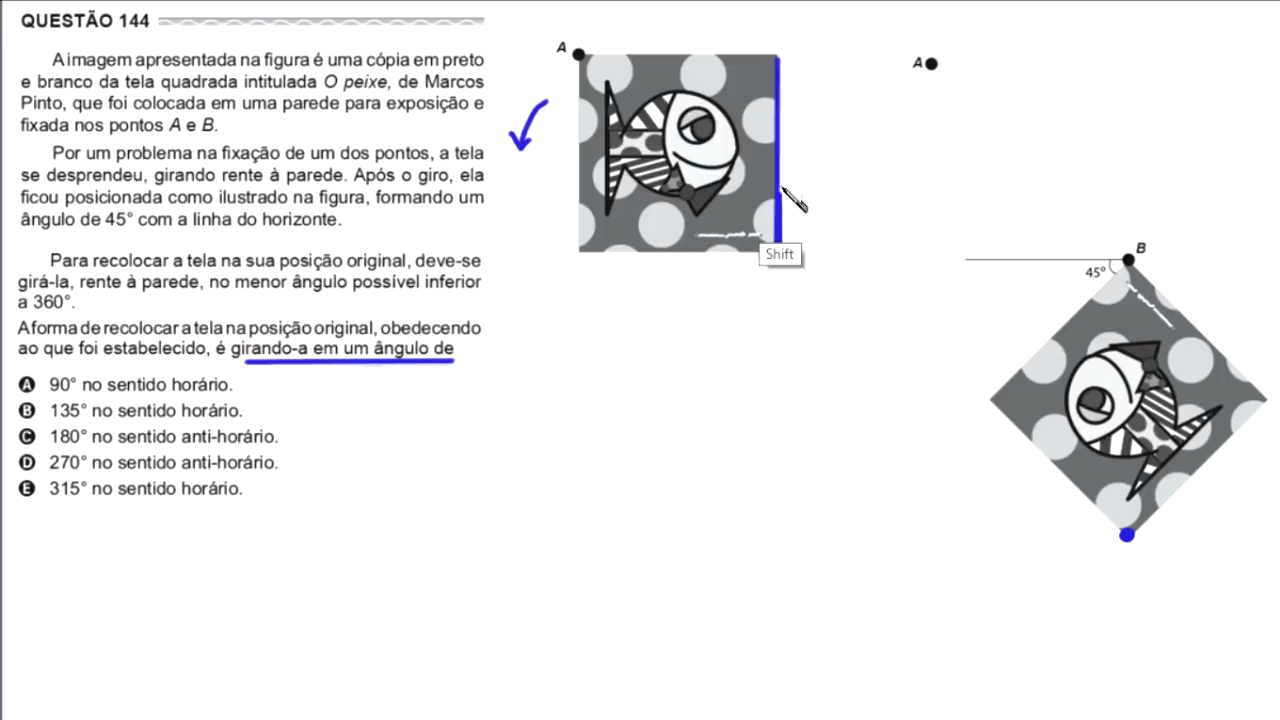 QUESTÃO 144
A imagem apresentada na figura é uma cópia em preto
e branco da tela quadrada intitulada O peixe, de Marcos
Pinto, que foi colocada em uma parede para exposição e
fixada nos pontos A e B.
Por um problema na fixação de um dos pontos, a tela
se desprendeu, girando rente à parede. Após o giro, ela
ficou posicionada como ilustrado na figura, formando um
ângulo de 45° com a linha do horizonte.
Para recolocar a tela na sua posição original, deve-se
girá-la, rente à parede, no menor ângulo possível inferior
a 360°.
A forma de recolocar a tela na posição original, obedecendo
ao que foi estabelecido, é girando-a em um ângulo de
A 90° no sentido horário.
B 135° no sentido horário.
C 180° no sentido anti-horário.
D 270° no sentido anti-horário.
E 315° no sentido horário.
A
Shift
A
B
45°